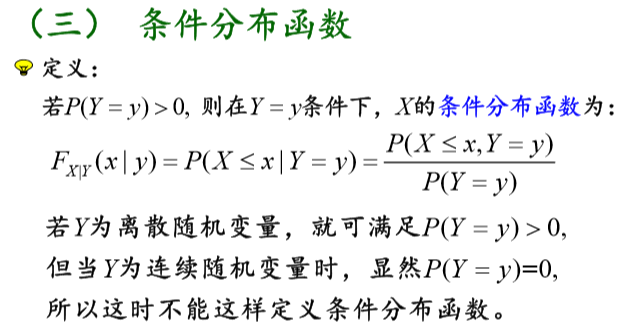 （三） 条件分布函数
定义：
若P(Y = y) > 0, 则在Y = y条件下，X的条件分布函数为：
F_{X|Y}(x | y) = P(X ≤ x | Y = y) = \frac{P(X ≤ x, Y = y)}{P(Y = y)}
若Y为离散随机变量，就可满足P(Y = y) > 0,
但当Y为连续随机变量时，显然P(Y = y)=0,
所以这时不能这样定义条件分布函数。